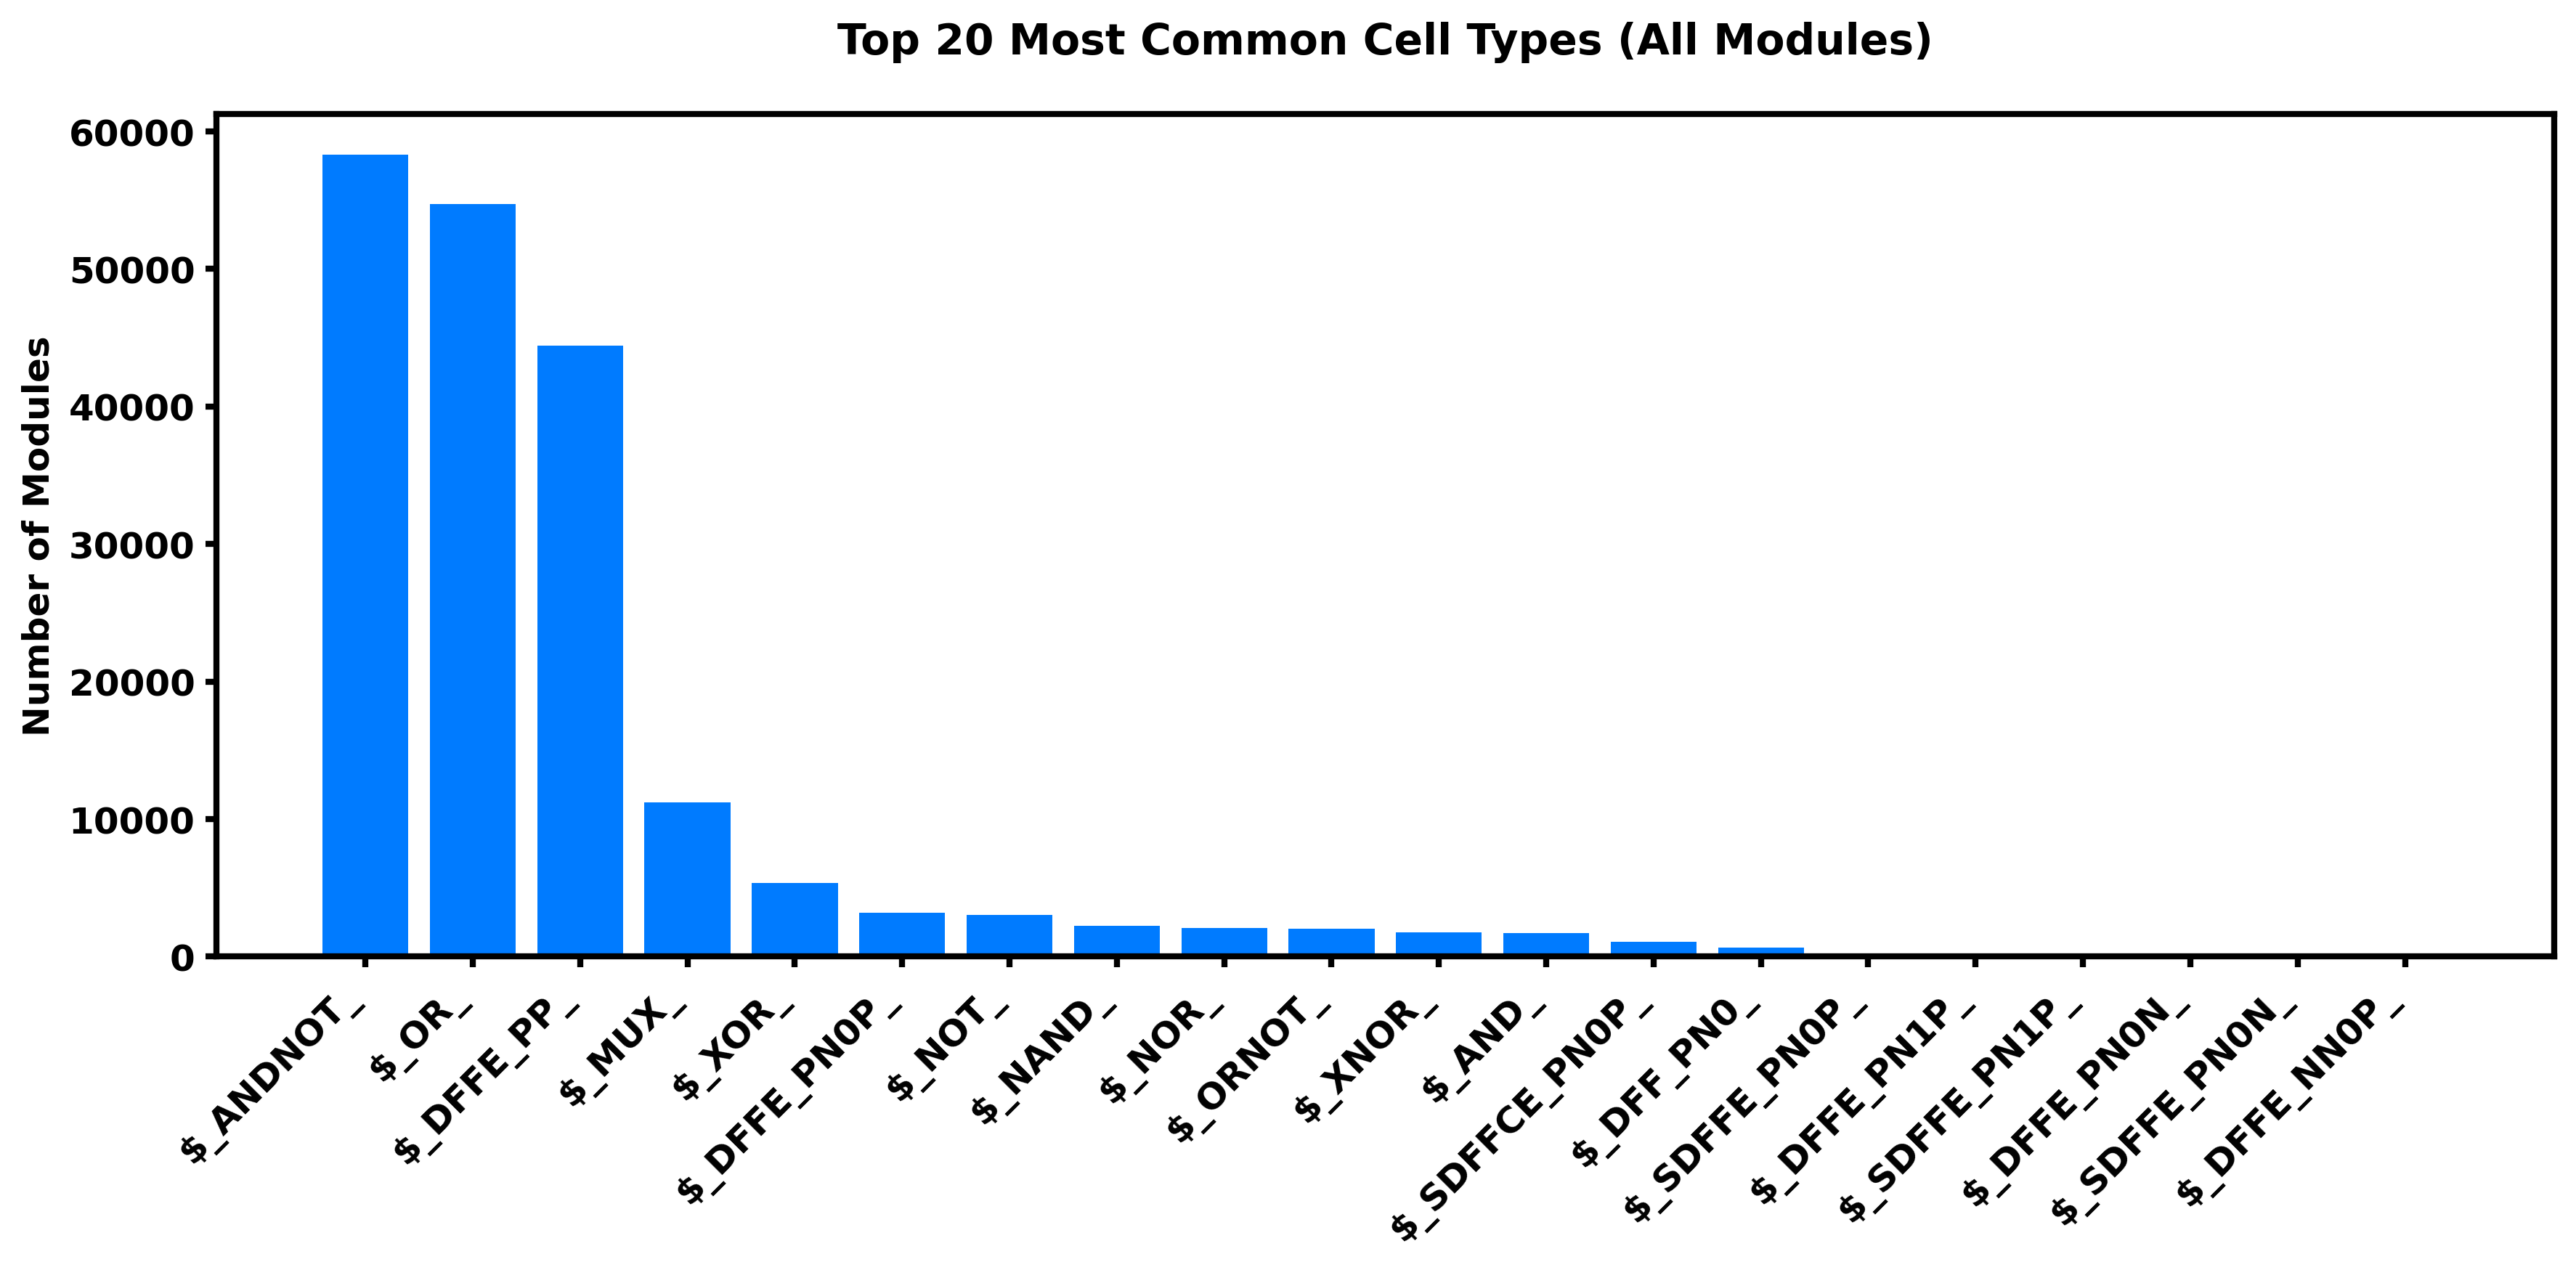 Top 20 Most Common Cell Types (All Modules)
Number of Modules
60000
50000
40000
30000
20000
10000
0
$_ANDNOT_
$_OR_
$_DFFE_PP_
$_MUX_
$_XOR_
$_DFFE_PN0P_
$_NOT_
$_NAND_
$_NOR_
$_ORNOT_
$_XNOR_
$_AND_
$_SDFFCE_PN0P_
$_DFF_PN0_
$_SDFFE_PN0P_
$_DFFE_PN1P_
$_SDFFE_PN1P_
$_DFFE_PN0N_
$_SDFFE_PN0N_
$_DFFE_NN0P_